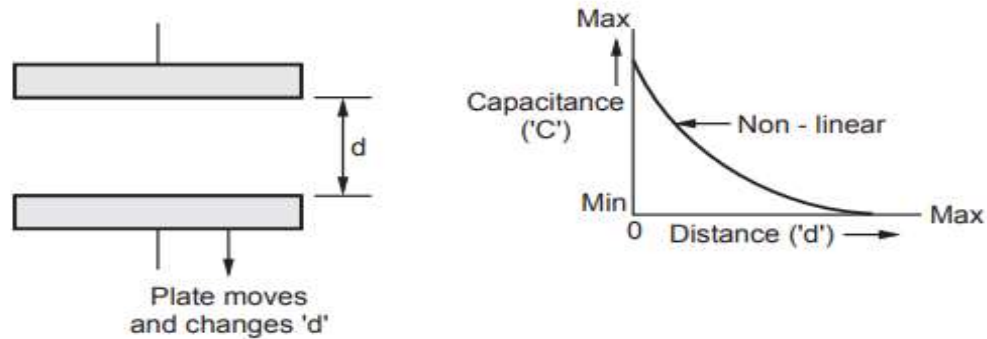 d
Plate moves
and changes 'd'
Max
Capacitance
('C')
Non - linear
Min
0
Distance ('d')
Max